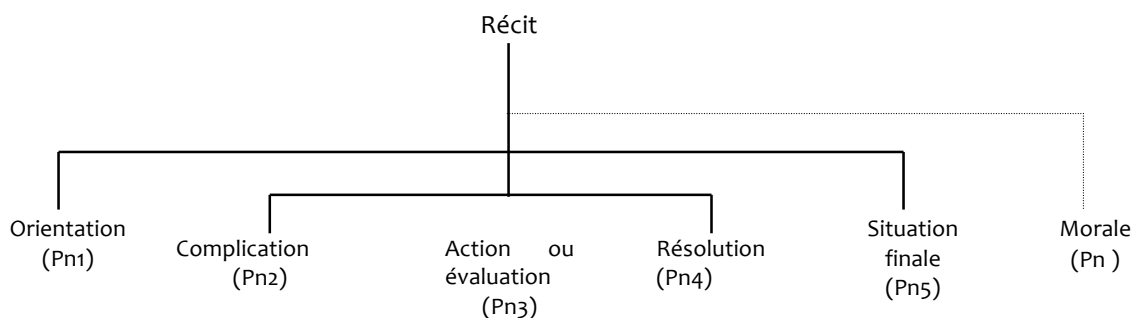 Récit
Orientation
(Pn1)
Complication
(Pn2)
Action ou
évaluation
(Pn3)
Résolution
(Pn4)
Situation
finale
(Pn5)
Morale
(Pn )